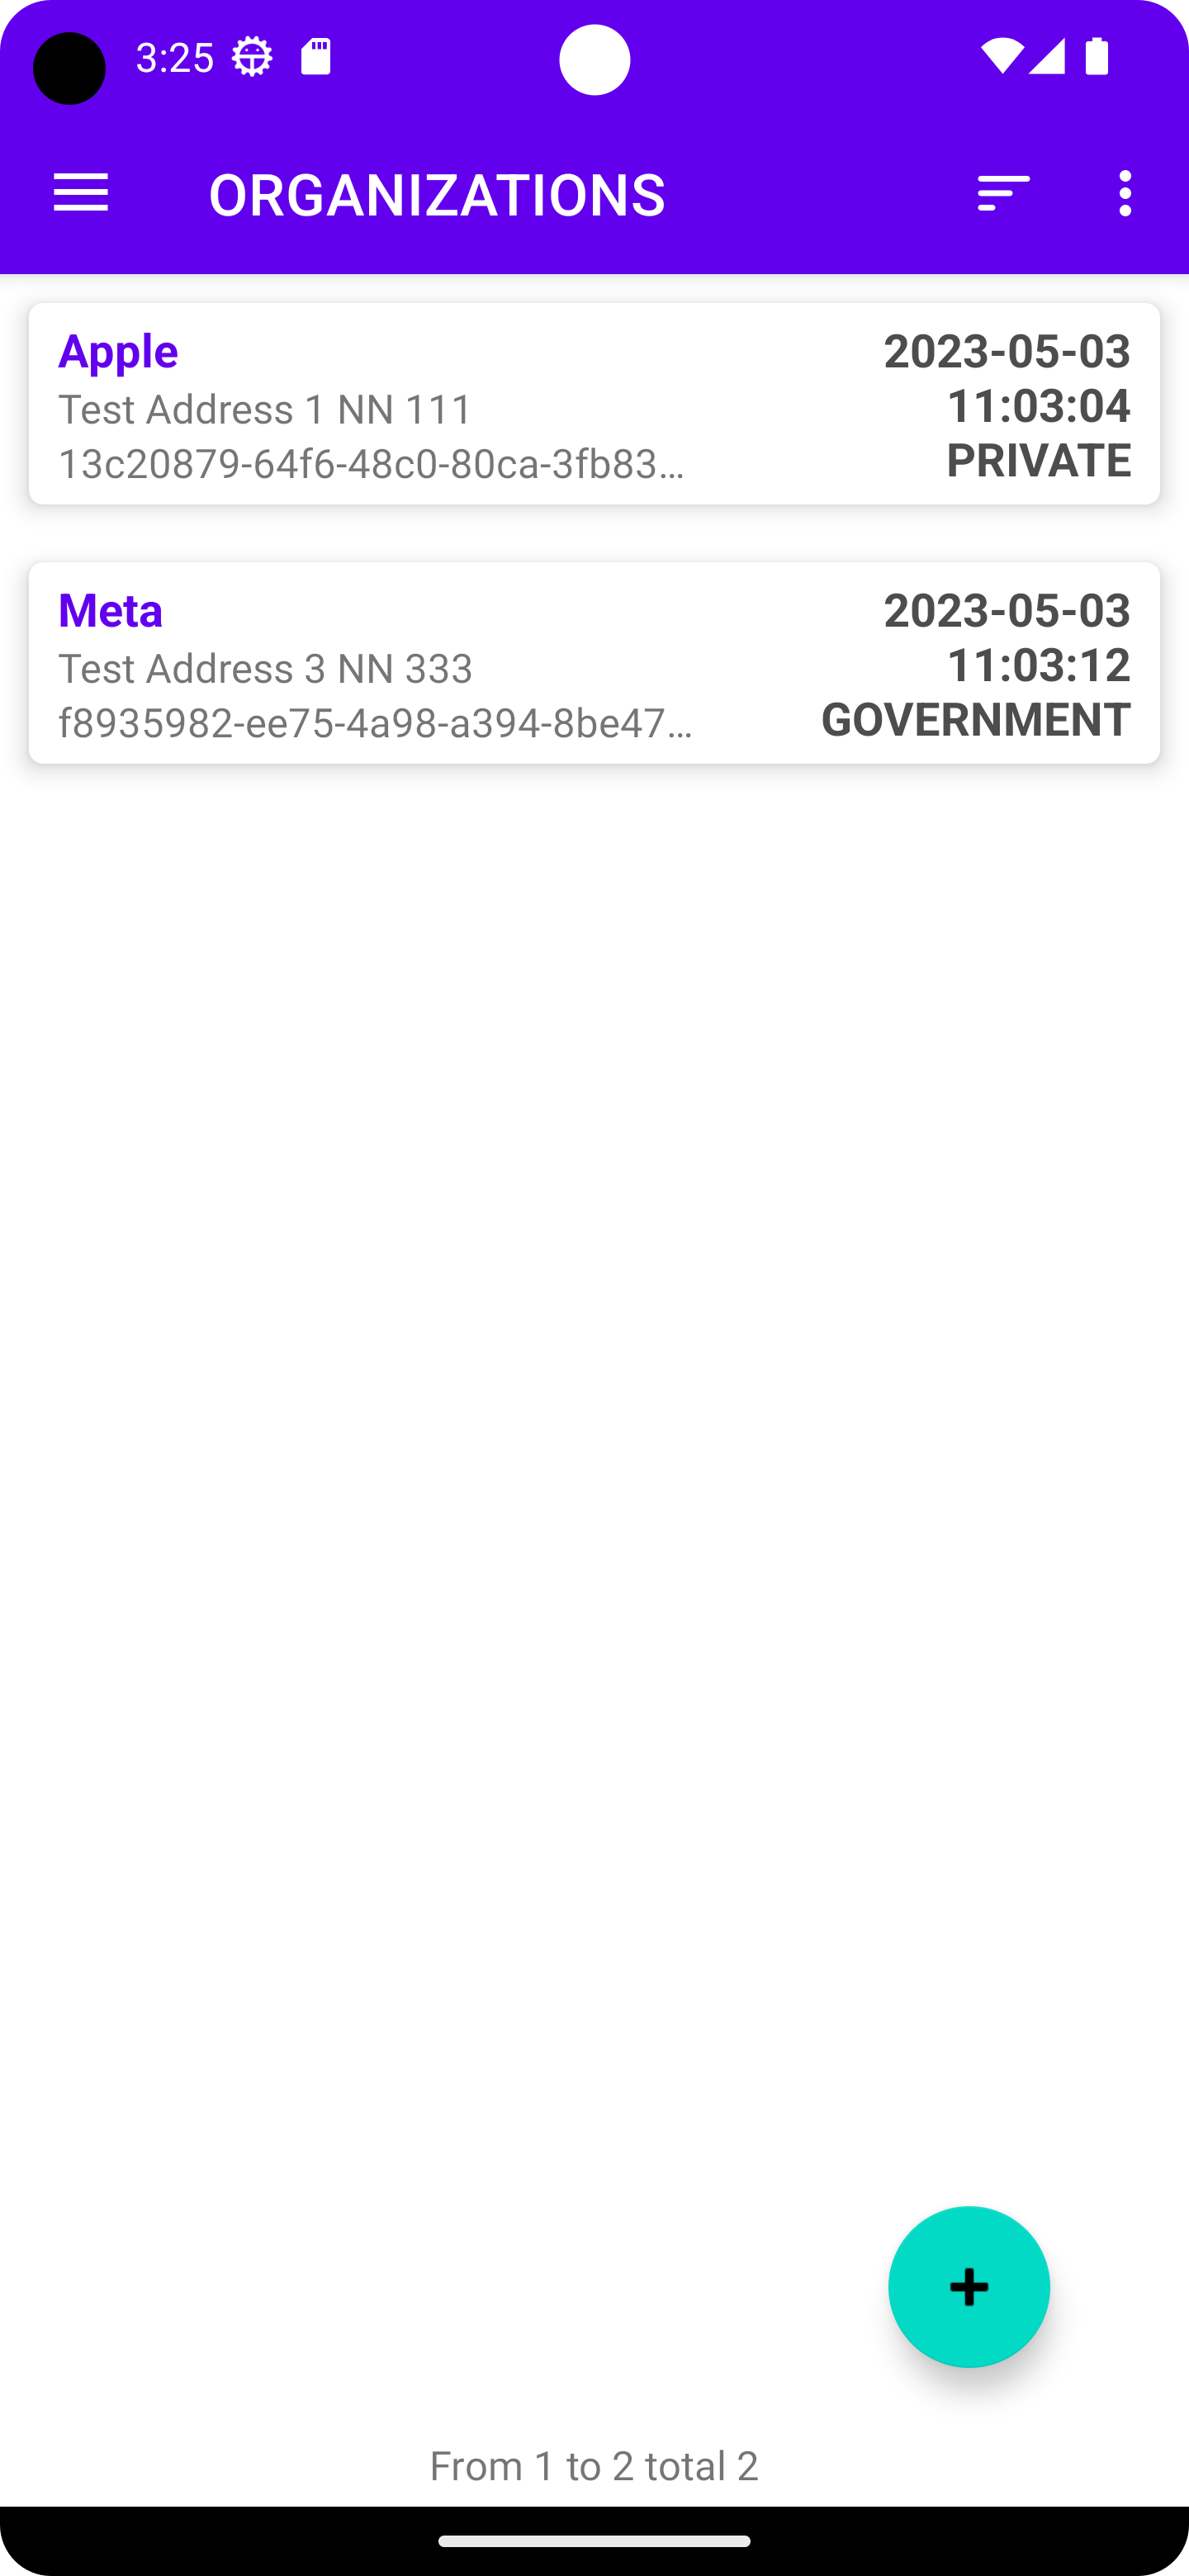 3:25
ORGANIZATIONS
Apple
Test Address 1 NN 111
13c20879-64f6-48c0-80ca-3fb83...
2023-05-03
11:03:04
PRIVATE
Meta
Test Address 3 NN 333
f8935982-ee75-4a98-a394-8be47...
2023-05-03
11:03:12
GOVERNMENT
From 1 to 2 total 2